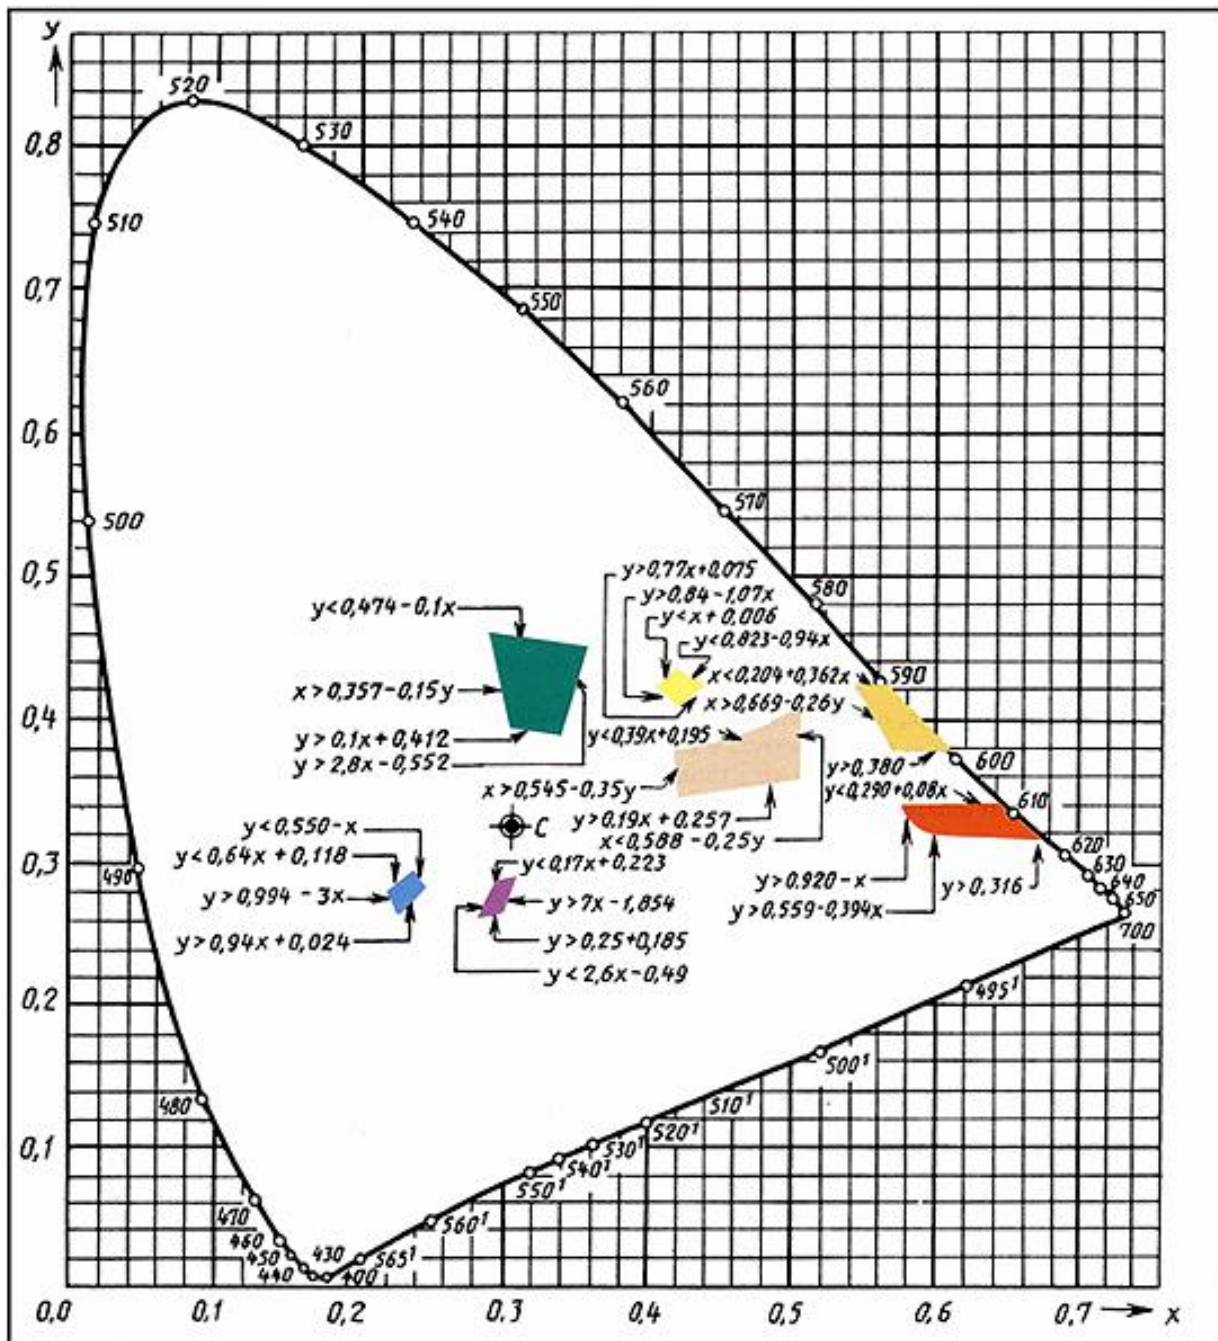 y
520
0,8
530
510
540
0,7
550
560
0,6
500
570
0,5
y>0,77x+0,075
580
y<0,474-0,1x
y>0,84-1,07x
y<x+0,006
y<0,823-0,94x
x<0,204+0,362x
590
x>0,357-0,15y
x>0,669-0,26y
0,4
y>0,1x+0,412
y<0,39x+0,195
y>2,8x-0,552
y>0,380
600
x>0,545-0,35y
y<0,290+0,08x
610
C
y>0,19x+0,257
y<0,550-x
x<0,588-0,25y
620¹
y<0,64x+0,118
y<0,17x+0,223
0,3
490
630
y>0,920-x
y>0,316
640
y>0,994-3x
y>7x-1,854
y>0,559-0,394x
650
700
y>0,94x+0,024
y>0,25+0,185
y<2,6x-0,49
0,2
495¹
500¹
480
510¹
0,1
520¹
530¹
540¹
550¹
470
560¹
460
450
430
565¹
440
400
0,0
0,1
0,2
0,3
0,4
0,5
0,6
0,7
x